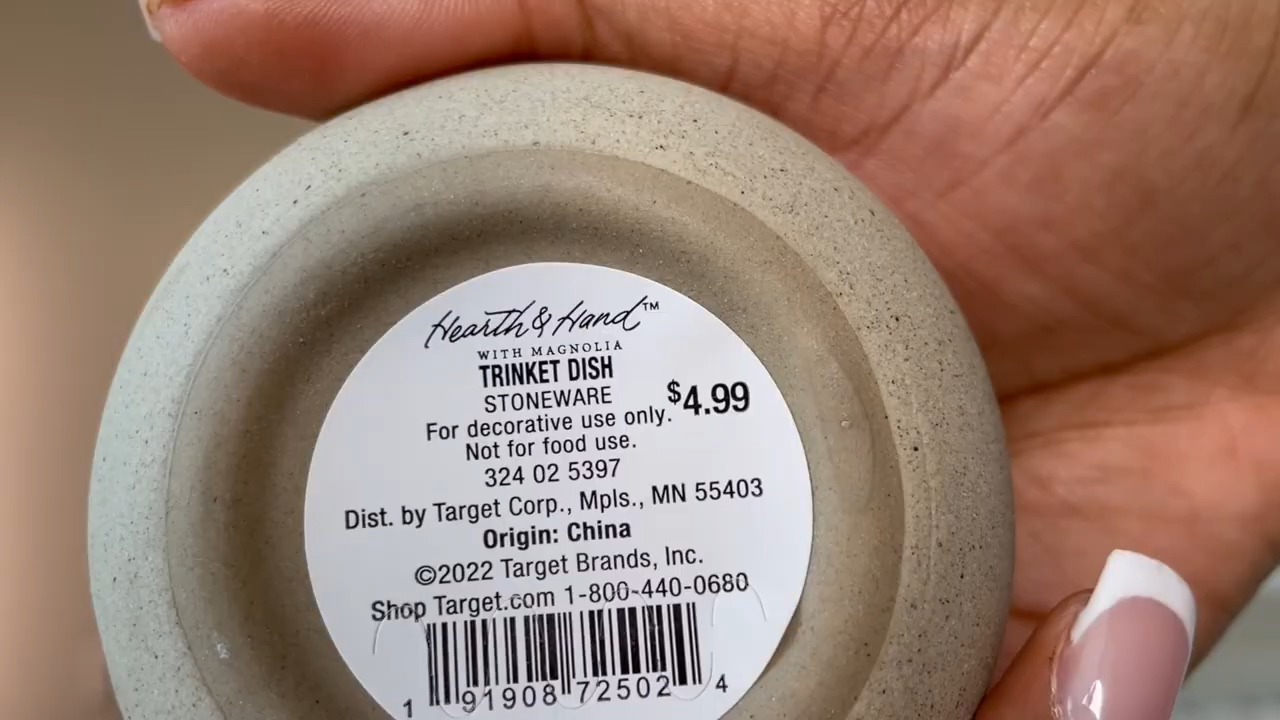 Hearth & Hand™
WITH MAGNOLIA
TRINKET DISH
STONEWARE
$4.99
For decorative use only.
Not for food use.
324 02 5397
Dist. by Target Corp., Mpls., MN 55403
Origin: China
©2022 Target Brands, Inc.
Shop Target.com 1-800-440-0680
1 91908 72502 4